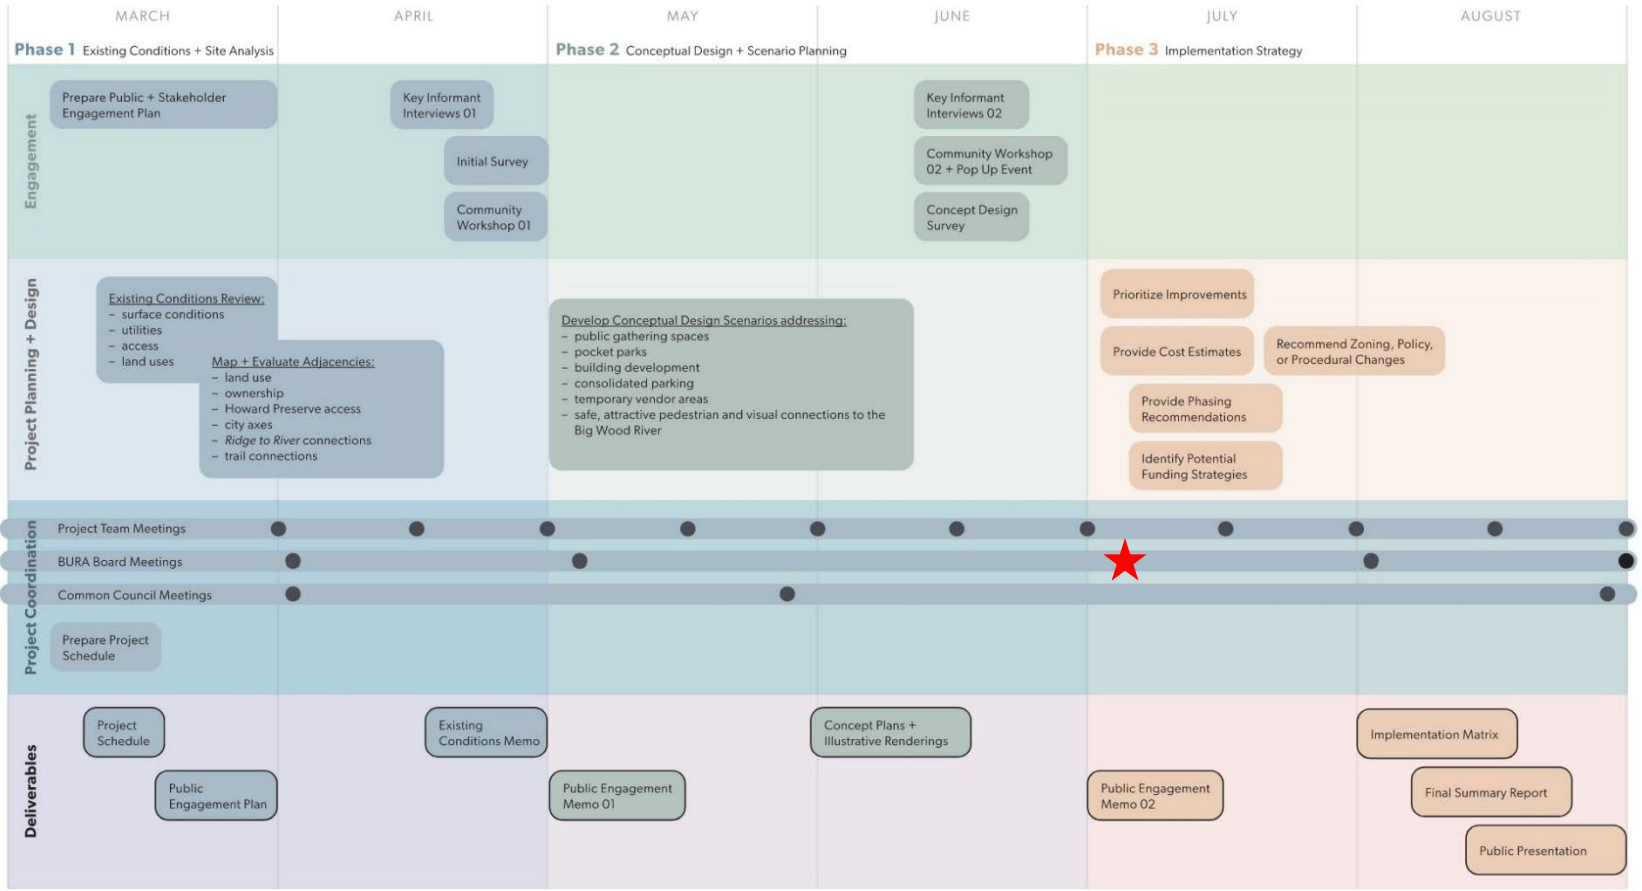 MARCH
APRIL
MAY
JUNE
JULY
AUGUST
Phase 1 Existing Conditions + Site Analysis
Phase 2 Conceptual Design + Scenario Planning
Phase 3 Implementation Strategy
Engagement
Prepare Public + Stakeholder
Engagement Plan
Key Informant
Interviews 01
Initial Survey
Community
Workshop 01
Key Informant
Interviews 02
Community Workshop
02 + Pop Up Event
Concept Design
Survey
Project Planning + Design
Existing Conditions Review:
– surface conditions
– utilities
– access
– land uses
Map + Evaluate Adjacencies:
– land use
– ownership
– Howard Preserve access
– city axes
– Ridge to River connections
– trail connections
Develop Conceptual Design Scenarios addressing:
– public gathering spaces
– pocket parks
– building development
– consolidated parking
– temporary vendor areas
– safe, attractive pedestrian and visual connections to the
Big Wood River
Prioritize Improvements
Provide Cost Estimates
Recommend Zoning, Policy,
or Procedural Changes
Provide Phasing
Recommendations
Identify Potential
Funding Strategies
Project Coordination
Project Team Meetings
BURA Board Meetings
Common Council Meetings
Prepare Project
Schedule
Deliverables
Project
Schedule
Public
Engagement Plan
Existing
Conditions Memo
Public Engagement
Memo 01
Concept Plans +
Illustrative Renderings
Public Engagement
Memo 02
Implementation Matrix
Final Summary Report
Public Presentation